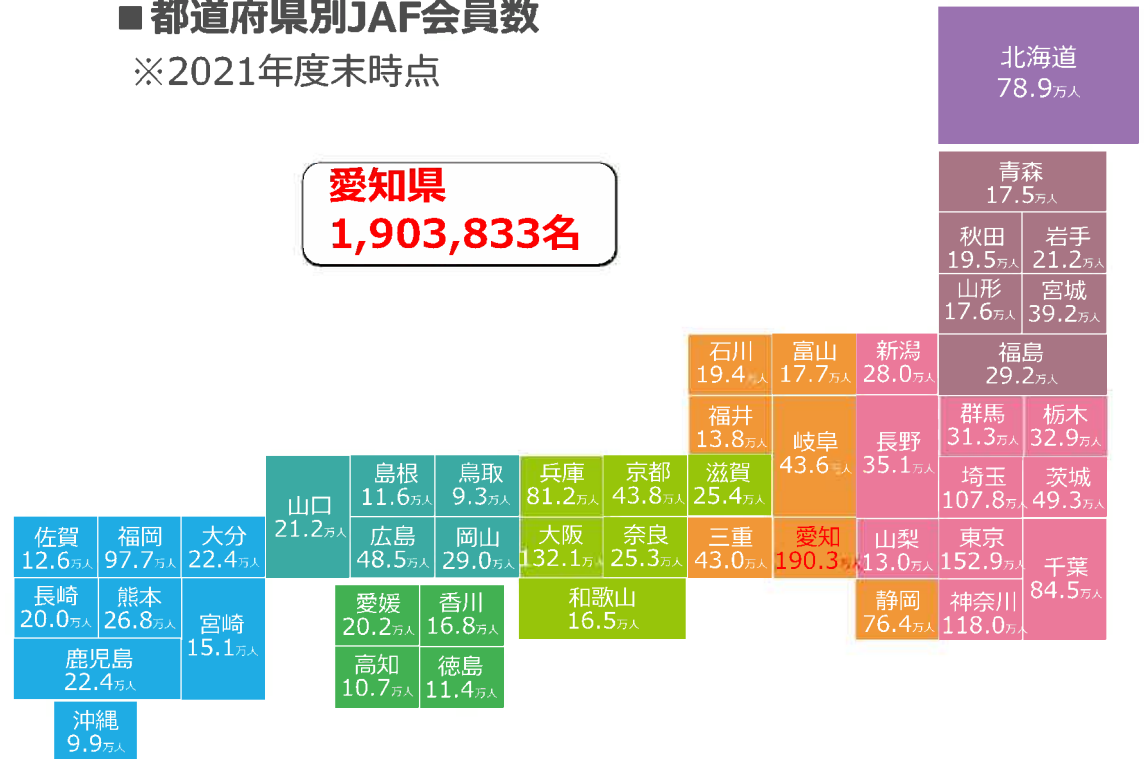 ■都道府県別JAF会員数
※2021年度末時点
愛知県
1,903,833名
北海道
78.9万人
青森
17.5万人
秋田
19.5万人
岩手
21.2万人
山形
17.6万人
宮城
39.2万人
福島
29.2万人
石川
19.4万人
富山
17.7万人
新潟
28.0万人
福井
13.8万人
岐阜
43.6万人
長野
35.1万人
群馬
31.3万人
栃木
32.9万人
埼玉
107.8万人
茨城
49.3万人
山口
21.2万人
島根
11.6万人
鳥取
9.3万人
兵庫
81.2万人
京都
43.8万人
滋賀
25.4万人
佐賀
12.6万人
福岡
97.7万人
大分
22.4万人
広島
48.5万人
岡山
29.0万人
大阪
132.1万人
奈良
25.3万人
三重
43.0万人
愛知
190.3万人
山梨
13.0万人
東京
152.9万人
千葉
84.5万人
長崎
20.0万人
熊本
26.8万人
宮崎
15.1万人
愛媛
20.2万人
香川
16.8万人
和歌山
16.5万人
静岡
76.4万人
神奈川
118.0万人
鹿児島
22.4万人
高知
10.7万人
徳島
11.4万人
沖縄
9.9万人